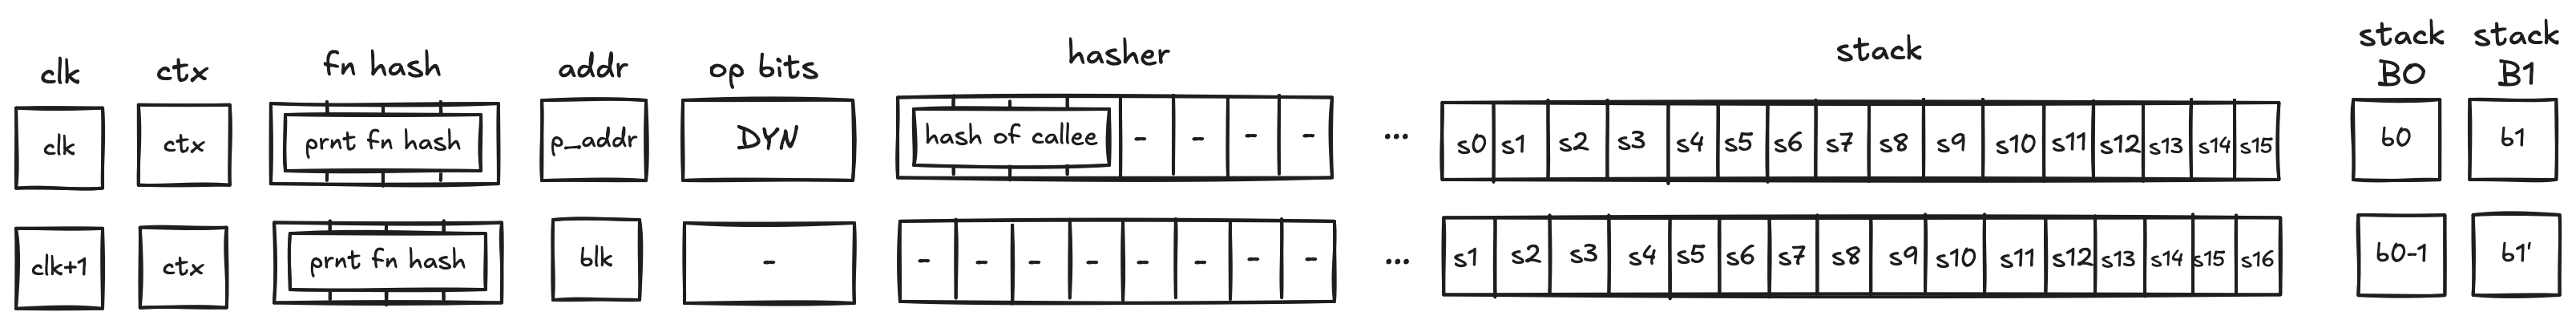 clk ctx fn hash addr op bits hasher stack stack B0 stack B1
clk ctx prnt fn hash p_addr DYN hash of callee - - - - ... s0 s1 s2 s3 s4 s5 s6 s7 s8 s9 s10 s11 s12 s13 s14 s15 b0 b1
clk+1 ctx prnt fn hash blk - - - - - - - - - ... s1 s2 s3 s4 s5 s6 s7 s8 s9 s10 s11 s12 s13 s14 s15 s16 b0-1 b1'